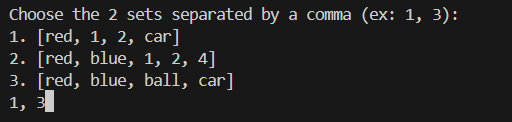 Choose the 2 sets separated by a comma (ex: 1, 3):
1. [red, 1, 2, car]
2. [red, blue, 1, 2, 4]
3. [red, blue, ball, car]
1, 3